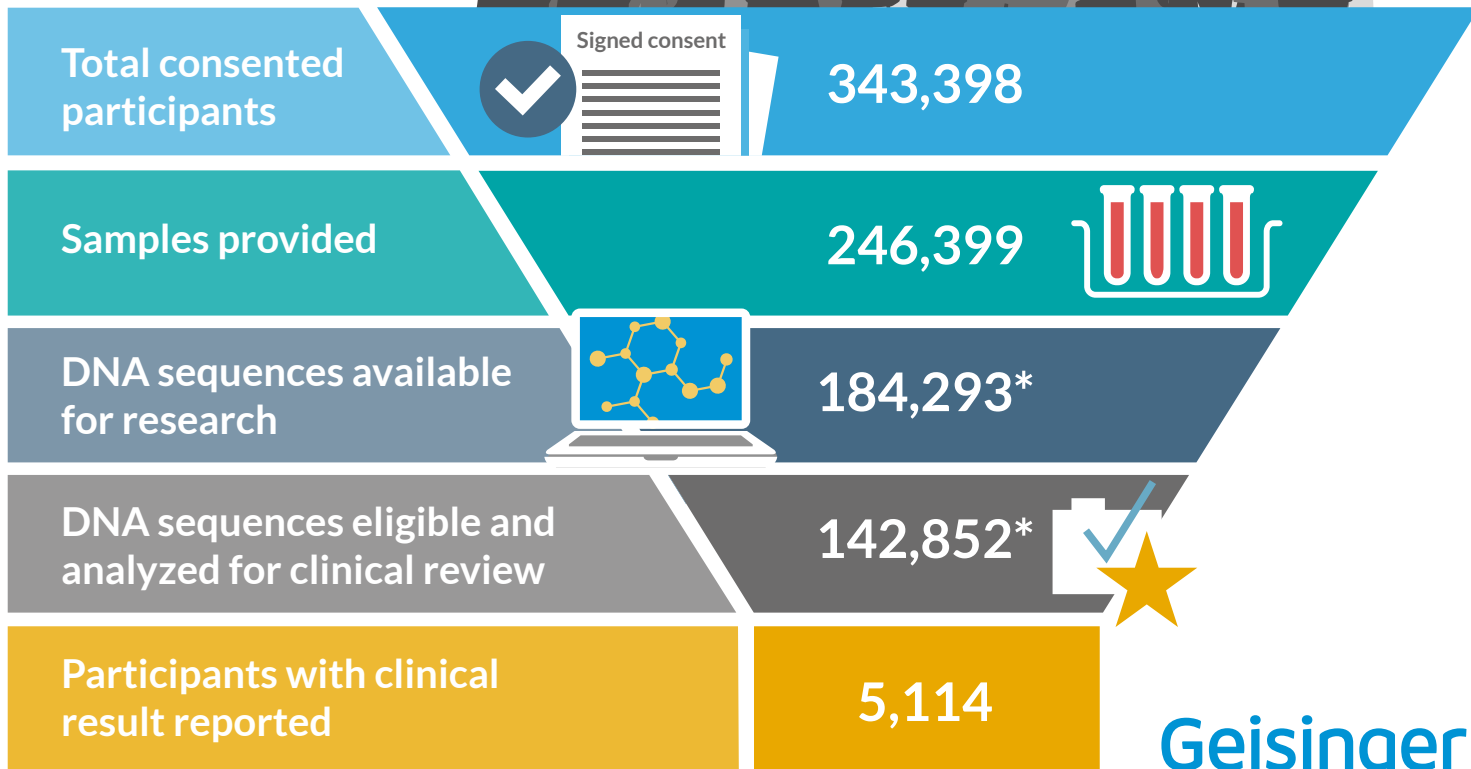 Total consented
participants
Signed consent
343,398
Samples provided
246,399
DNA sequences available
for research
184,293*
DNA sequences eligible and
analyzed for clinical review
142,852*
Participants with clinical
result reported
5,114
Geisinger